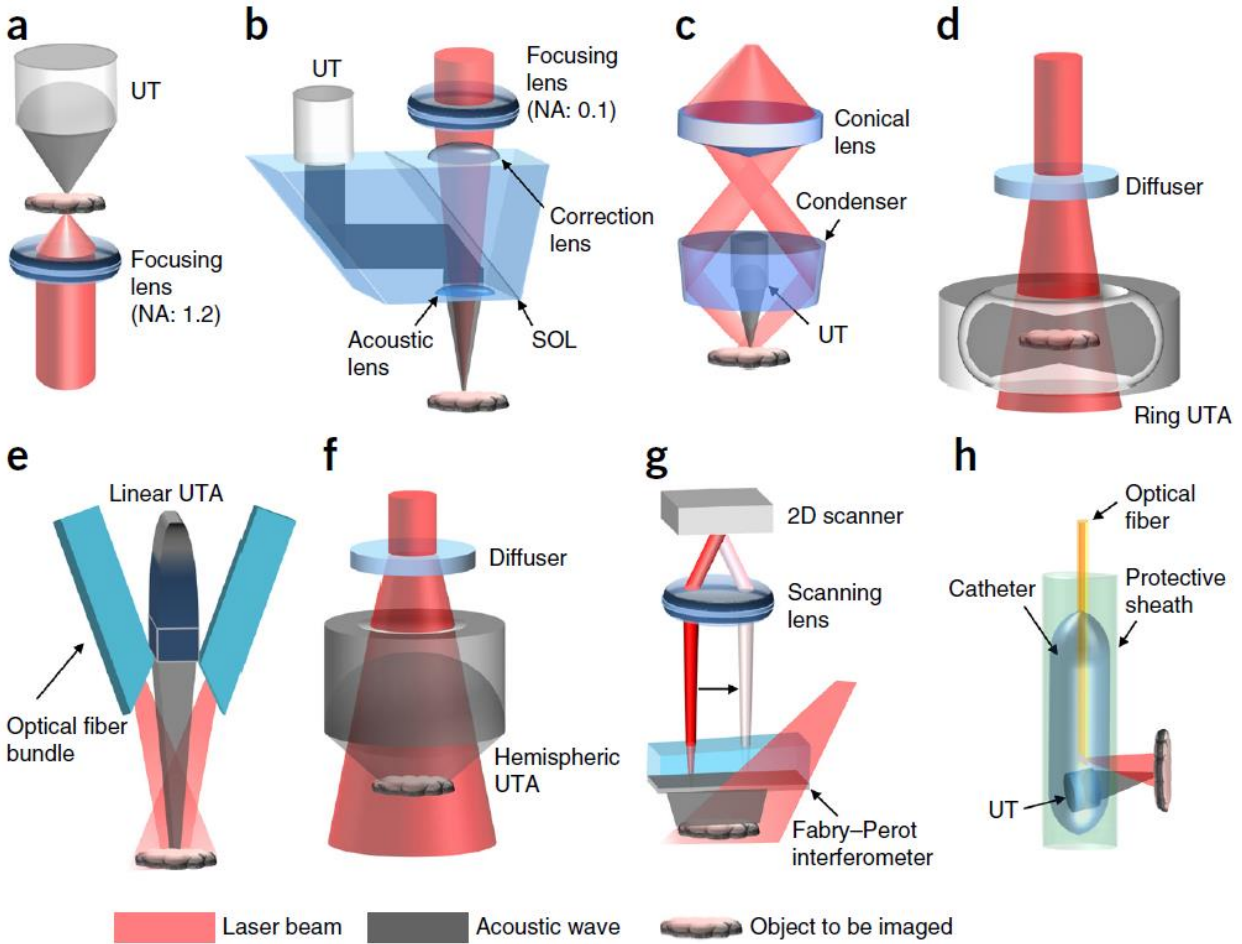 a
UT
Focusing
lens
(NA: 1.2)
b
UT
Focusing
lens
(NA: 0.1)
Correction
lens
Acoustic
lens
SOL
c
Conical
lens
Condenser
UT
d
Diffuser
Ring UTA
e
Linear UTA
Optical fiber
bundle
f
Diffuser
Hemispheric
UTA
g
2D scanner
Scanning
lens
Fabry–Perot
interferometer
h
Optical
fiber
Catheter
Protective
sheath
UT
Laser beam
Acoustic wave
Object to be imaged